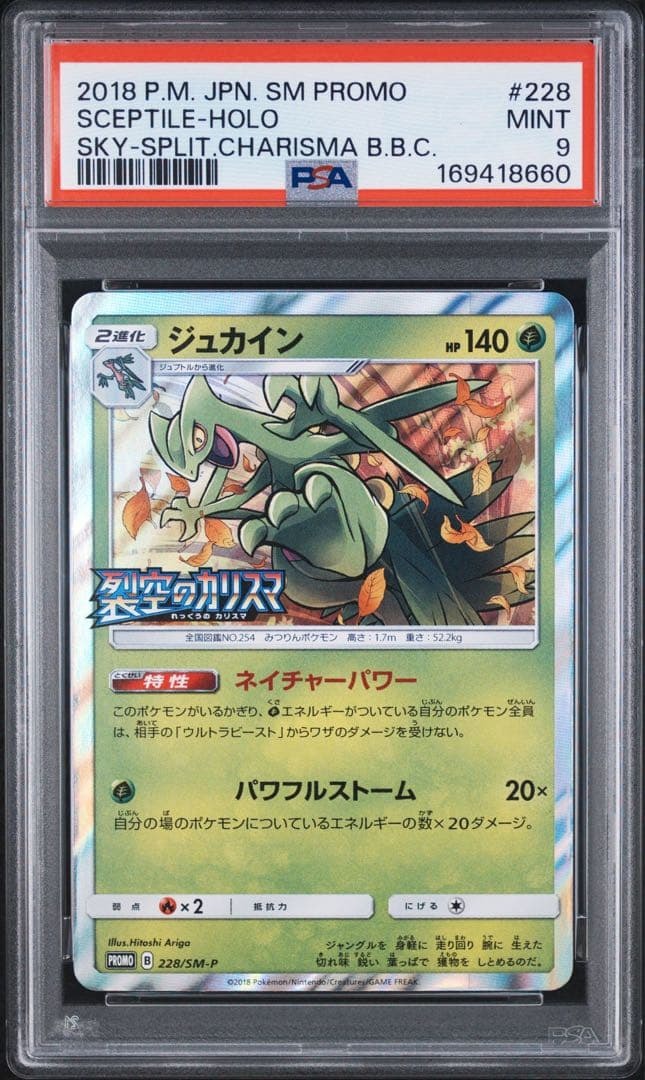 2018 P.M. JPN. SM PROMO #228
SCEPTILE-HOLO MINT
SKY-SPLIT.CHARISMA B.B.C. 9
PSA 169418660
2進化 ジュカイン HP 140
ジュプトルから進化
裂空のカリスマ
れっくうの カリスマ
全国図鑑NO.254 みつりんポケモン 高さ:1.7m 重さ:52.2kg
とくせい
特性 ネイチャーパワー
このポケモンがいるかぎり、エネルギーがついている自分のポケモン全員
は、相手の「ウルトラビースト」からワザのダメージを受けない。
パワフルストーム 20×
自分の場のポケモンについているエネルギーの数×20ダメージ。
弱点 ×2 抵抗力 にげる
Illus.Hitoshi Ariga
ジャングルを 身軽に 走り回り 腕に 生えた
切れ味 鋭い 葉っぱで 獲物を しとめるのだ。
PROMO B 228/SM-P
©2018 Pokémon/Nintendo/Creatures/GAME FREAK.
PSA